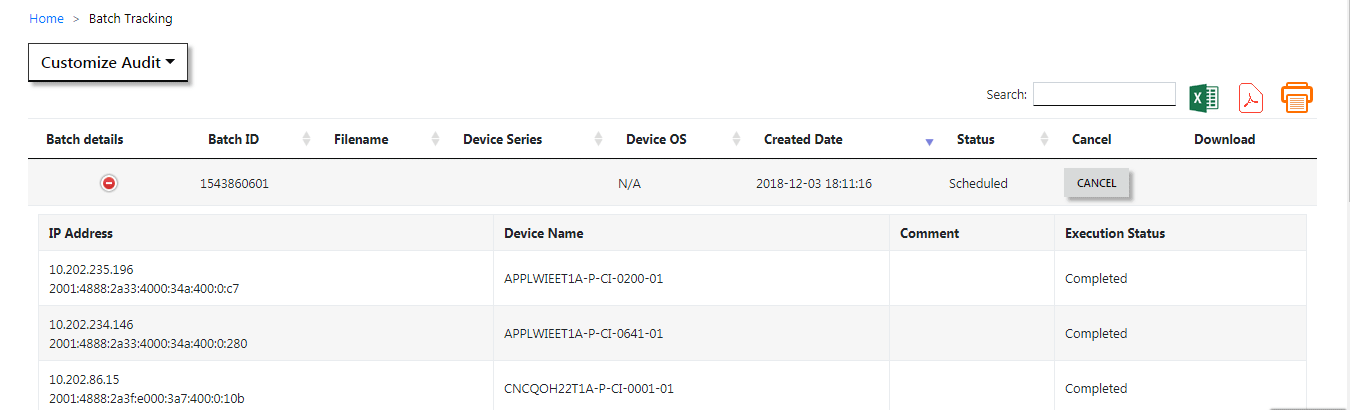 Home > Batch Tracking
Customize Audit
Search:
Batch details Batch ID Filename Device Series Device OS Created Date Status Cancel Download
1543860601 N/A 2018-12-03 18:11:16 Scheduled CANCEL
IP Address Device Name Comment Execution Status
10.202.235.196
2001:4888:2a33:4000:34a:400:0:c7
APPLWIEET1A-P-CI-0200-01 Completed
10.202.234.146
2001:4888:2a33:4000:34a:400:0:280
APPLWIEET1A-P-CI-0641-01 Completed
10.202.86.15
2001:4888:2a3f:e000:3a7:400:0:10b
CNCQOH22T1A-P-CI-0001-01 Completed